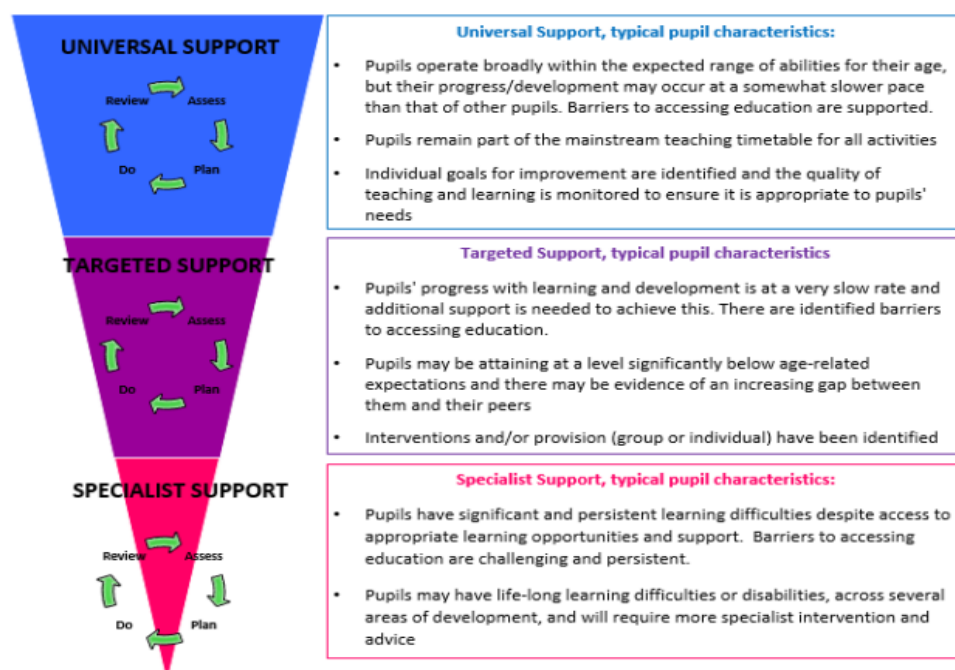 UNIVERSAL SUPPORT
Review
Assess
Do
Plan
Universal Support, typical pupil characteristics:
• Pupils operate broadly within the expected range of abilities for their age,
but their progress/development may occur at a somewhat slower pace
than that of other pupils. Barriers to accessing education are supported.
• Pupils remain part of the mainstream teaching timetable for all activities
• Individual goals for improvement are identified and the quality of
teaching and learning is monitored to ensure it is appropriate to pupils'
needs
TARGETED SUPPORT
Review
Assess
Do
Plan
Targeted Support, typical pupil characteristics
• Pupils' progress with learning and development is at a very slow rate and
additional support is needed to achieve this. There are identified barriers
to accessing education.
• Pupils may be attaining at a level significantly below age-related
expectations and there may be evidence of an increasing gap between
them and their peers
• Interventions and/or provision (group or individual) have been identified
SPECIALIST SUPPORT
Review
Assess
Do
Plan
Specialist Support, typical pupil characteristics:
• Pupils have significant and persistent learning difficulties despite access to
appropriate learning opportunities and support. Barriers to accessing
education are challenging and persistent.
• Pupils may have life-long learning difficulties or disabilities, across several
areas of development, and will require more specialist intervention and
advice